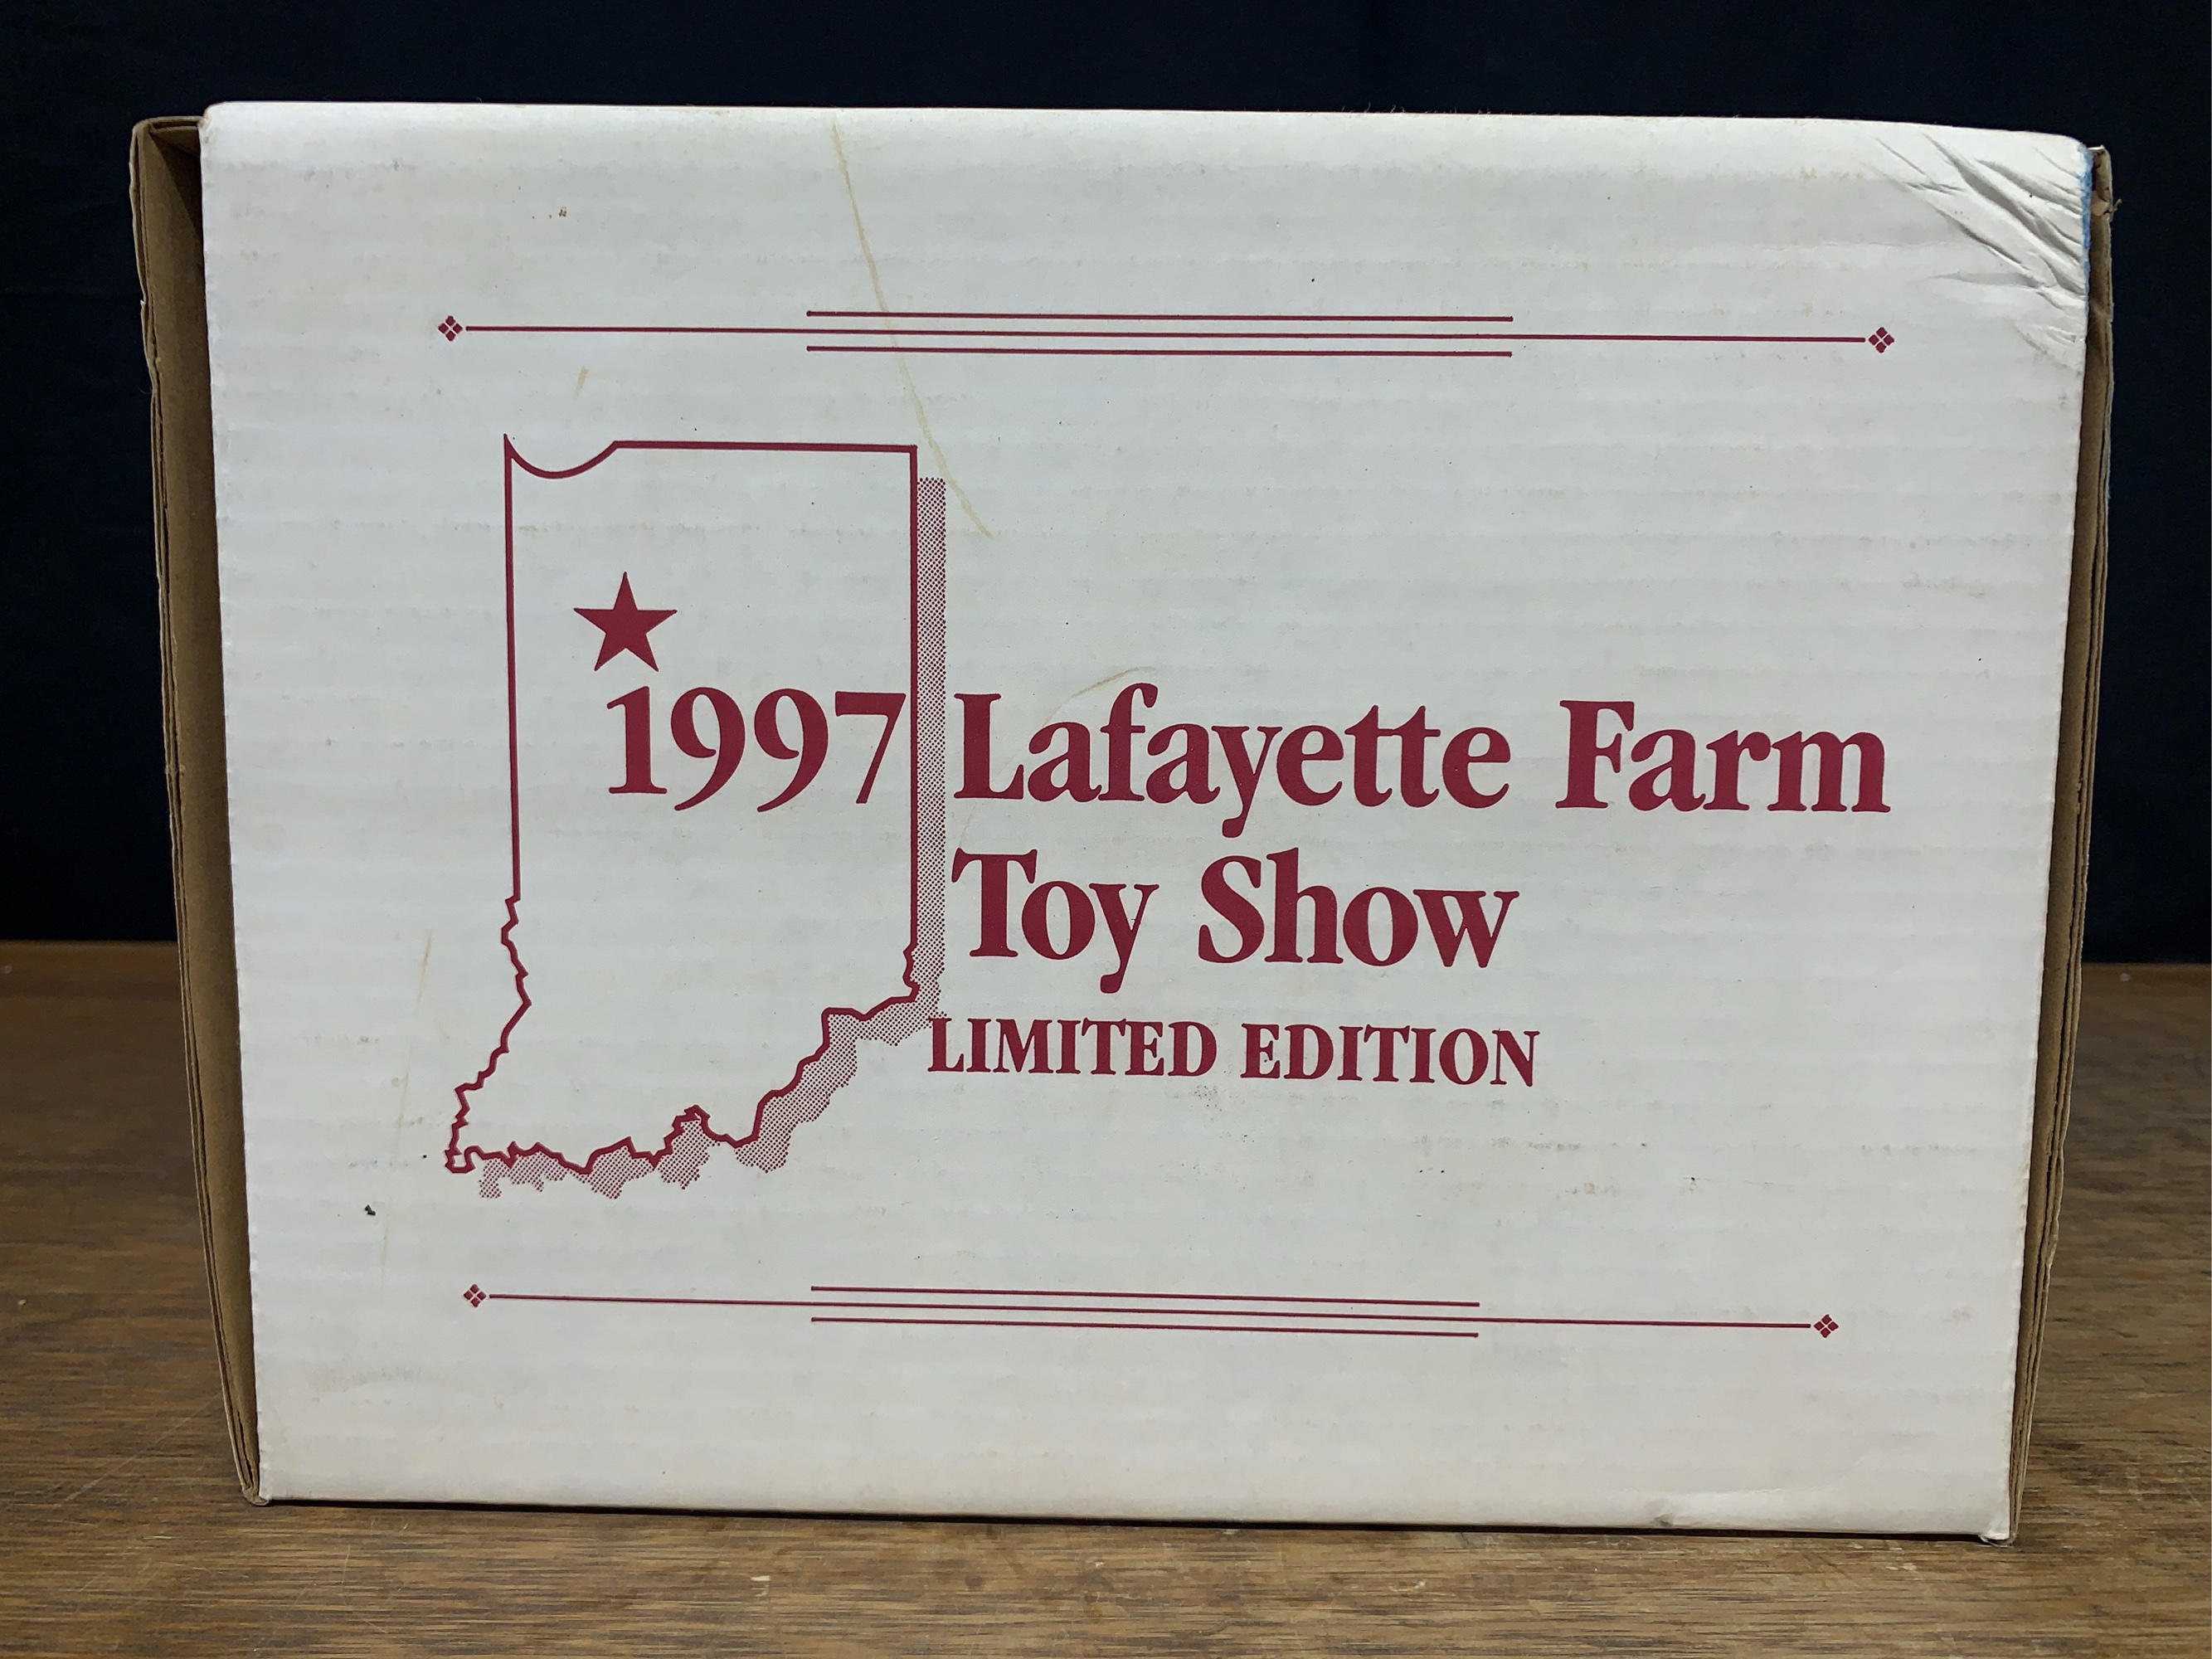 1997 Lafayette Farm
Toy Show
LIMITED EDITION